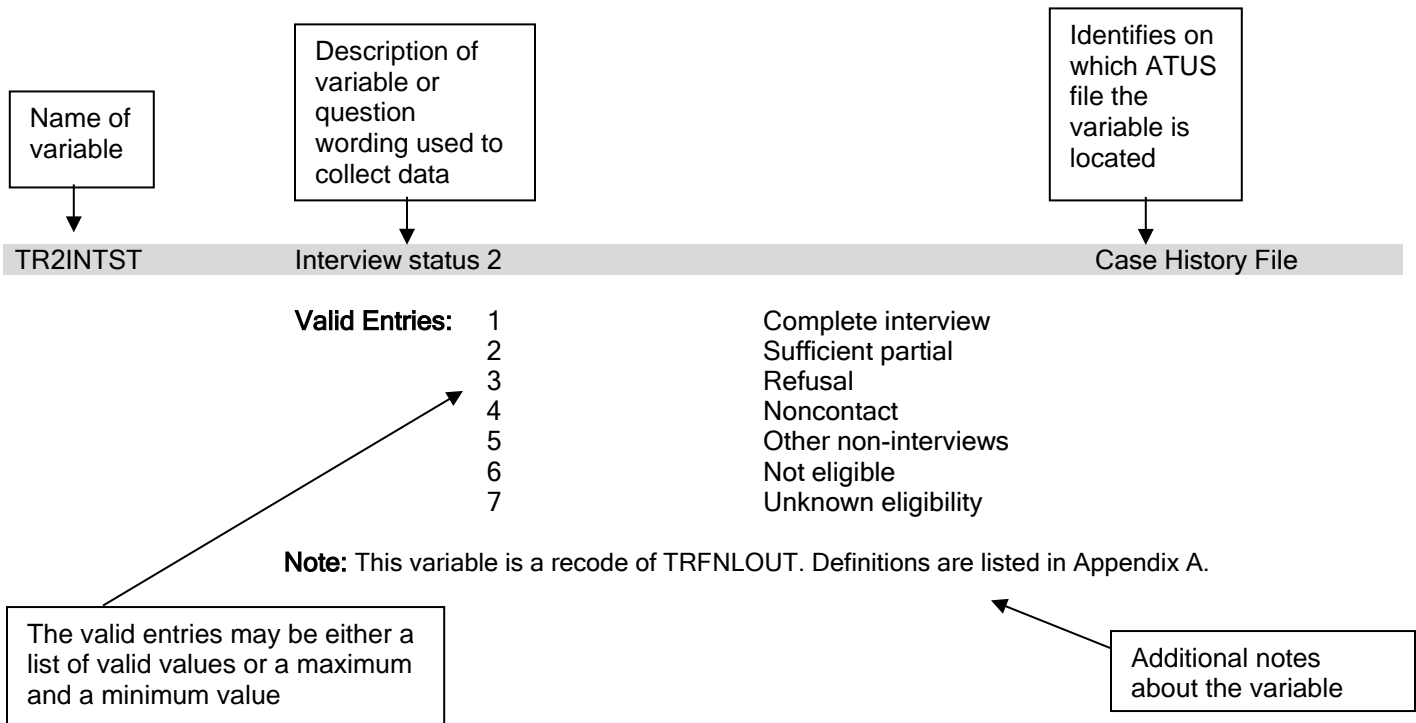 Name of
variable
Description of
variable or
question
wording used to
collect data
Identifies on
which ATUS
file the
variable is
located
TR2INTST Interview status 2 Case History File
Valid Entries: 1 Complete interview
2 Sufficient partial
3 Refusal
4 Noncontact
5 Other non-interviews
6 Not eligible
7 Unknown eligibility
Note: This variable is a recode of TRFNLOUT. Definitions are listed in Appendix A.
The valid entries may be either a
list of valid values or a maximum
and a minimum value
Additional notes
about the variable